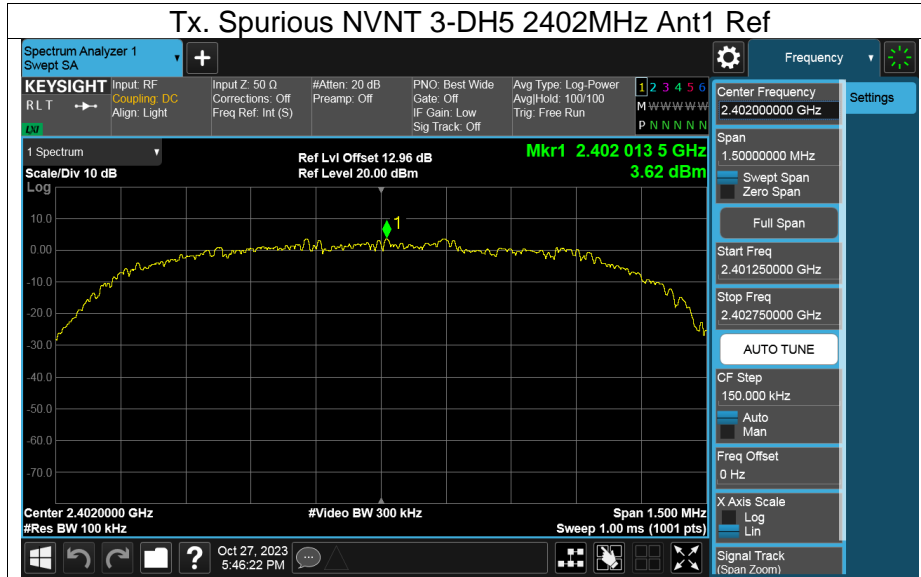 Tx. Spurious NVNT 3-DH5 2402MHz Ant1 Ref
Spectrum Analyzer 1
Swept SA
+
Frequency
KEYSIGHT
RLT
LXI
Input: RF
Coupling: DC
Align: Light
Input Z: 50 Ω
Corrections: Off
Freq Ref: Int (S)
#Atten: 20 dB
Preamp: Off
PNO: Best Wide
Gate: Off
IF Gain: Low
Sig Track: Off
Avg Type: Log-Power
Avg|Hold: 100/100
Trig: Free Run
1 2 3 4 5 6
M W W W W W
P N N N N N
1 Spectrum
Scale/Div 10 dB
Ref Lvl Offset 12.96 dB
Ref Level 20.00 dBm
Mkr1 2.402 013 5 GHz
3.62 dBm
Log
10.0
0.00
-10.0
-20.0
-30.0
-40.0
-50.0
-60.0
-70.0
1
Center 2.4020000 GHz
#Res BW 100 kHz
#Video BW 300 kHz
Span 1.500 MHz
Sweep 1.00 ms (1001 pts)
?
Oct 27, 2023
5:46:22 PM
Center Frequency
2.402000000 GHz
Settings
Span
1.50000000 MHz
Swept Span
Zero Span
Full Span
Start Freq
2.401250000 GHz
Stop Freq
2.402750000 GHz
AUTO TUNE
CF Step
150.000 kHz
Auto
Man
Freq Offset
0 Hz
X Axis Scale
Log
Lin
Signal Track
(Span Zoom)